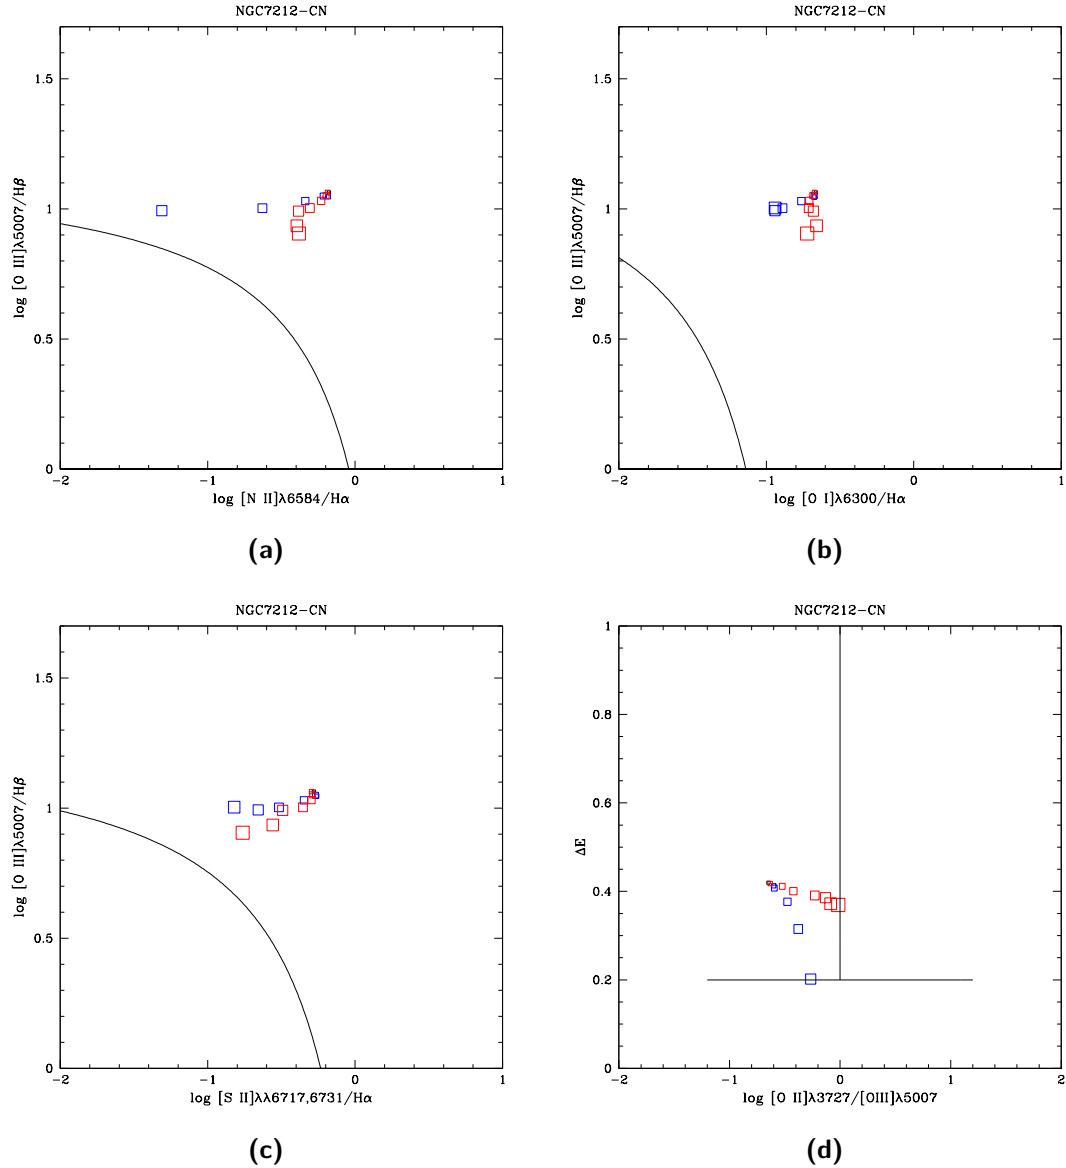 NGC7212-CN
log [O III]λ5007/Hβ
1.5
1
0.5
0
-2
-1
0
1
log [N II]λ6584/Hα
(a)
NGC7212-CN
log [O III]λ5007/Hβ
1.5
1
0.5
0
-2
-1
0
1
log [O I]λ6300/Hα
(b)
NGC7212-CN
log [O III]λ5007/Hβ
1.5
1
0.5
0
-2
-1
0
1
log [S II]λλ6717,6731/Hα
(c)
NGC7212-CN
ΔE
1
0.8
0.6
0.4
0.2
0
-2
-1
0
1
2
log [O II]λ3727/[OIII]λ5007
(d)